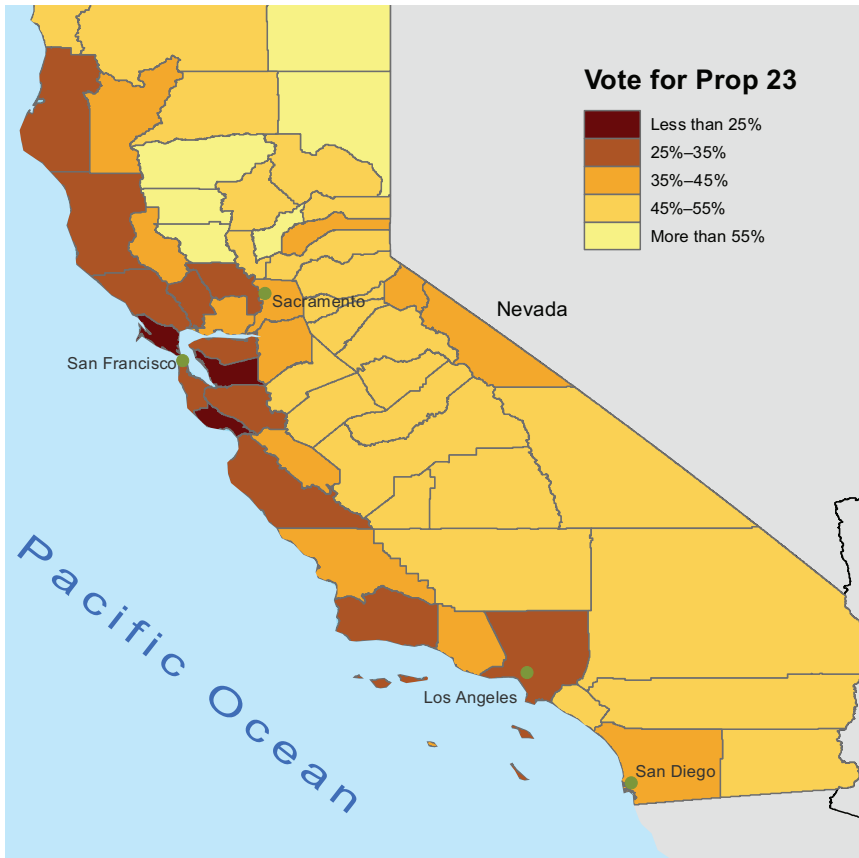 Vote for Prop 23
Less than 25%
25%–35%
35%–45%
45%–55%
More than 55%
Sacramento
Nevada
San Francisco
Pacific Ocean
Los Angeles
San Diego